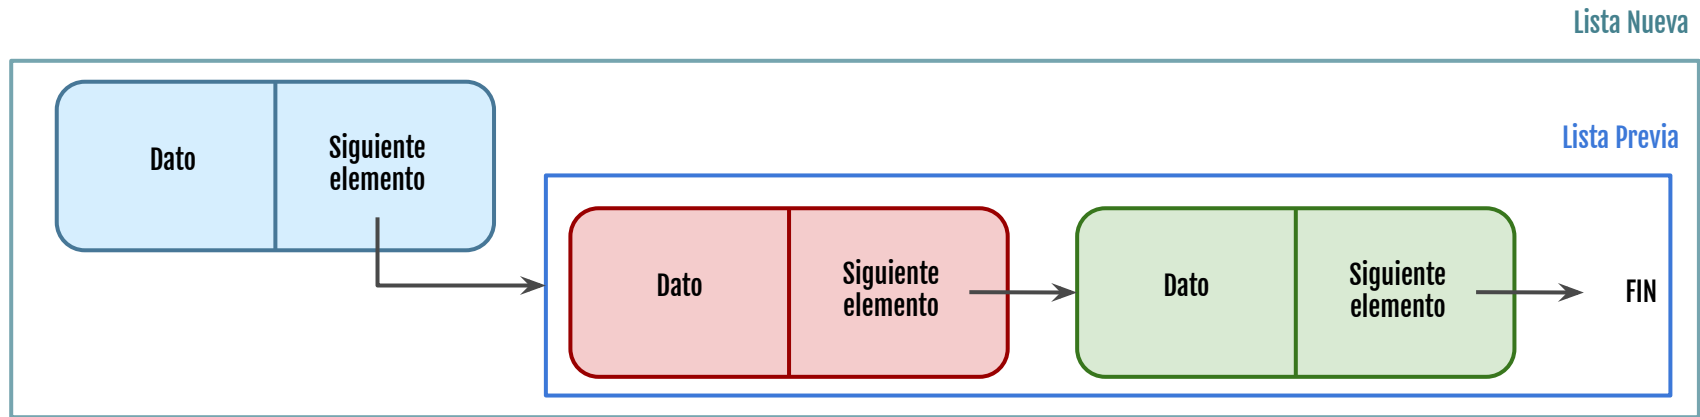 Lista Nueva
Lista Previa
Dato
Siguiente
elemento
Dato
Siguiente
elemento
Dato
Siguiente
elemento
FIN